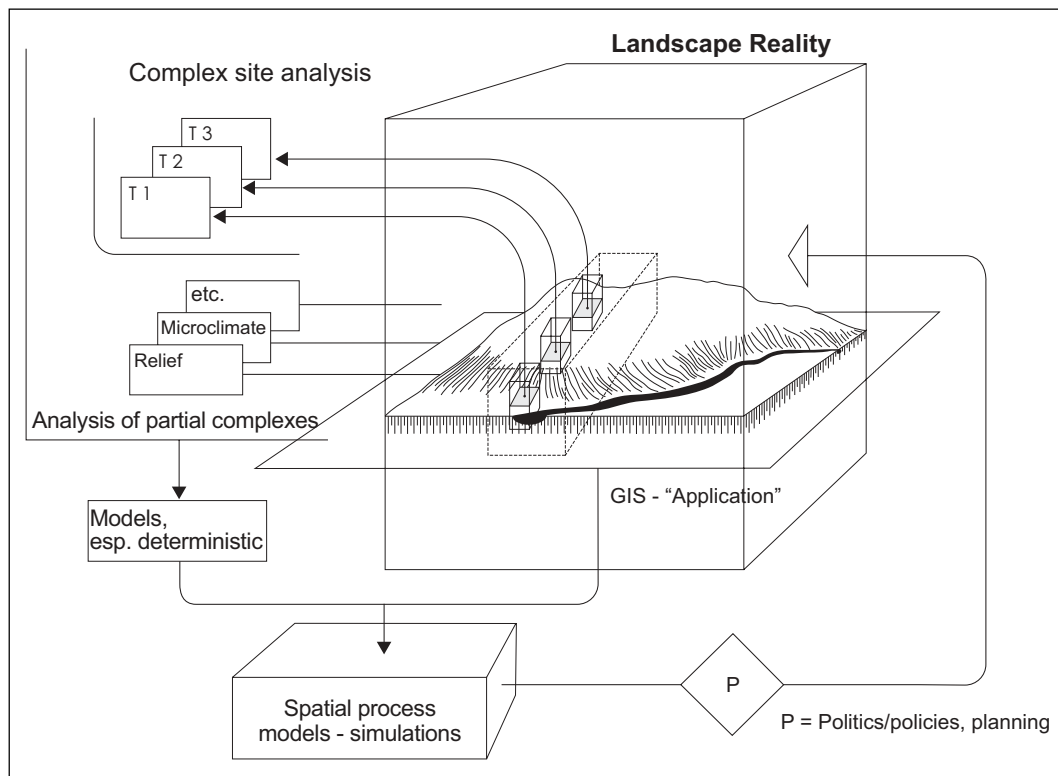 Landscape Reality
Complex site analysis
T 3
T 2
T 1
etc.
Microclimate
Relief
Analysis of partial complexes
GIS - “Application”
Models,
esp. deterministic
Spatial process
models - simulations
P
P = Politics/policies, planning